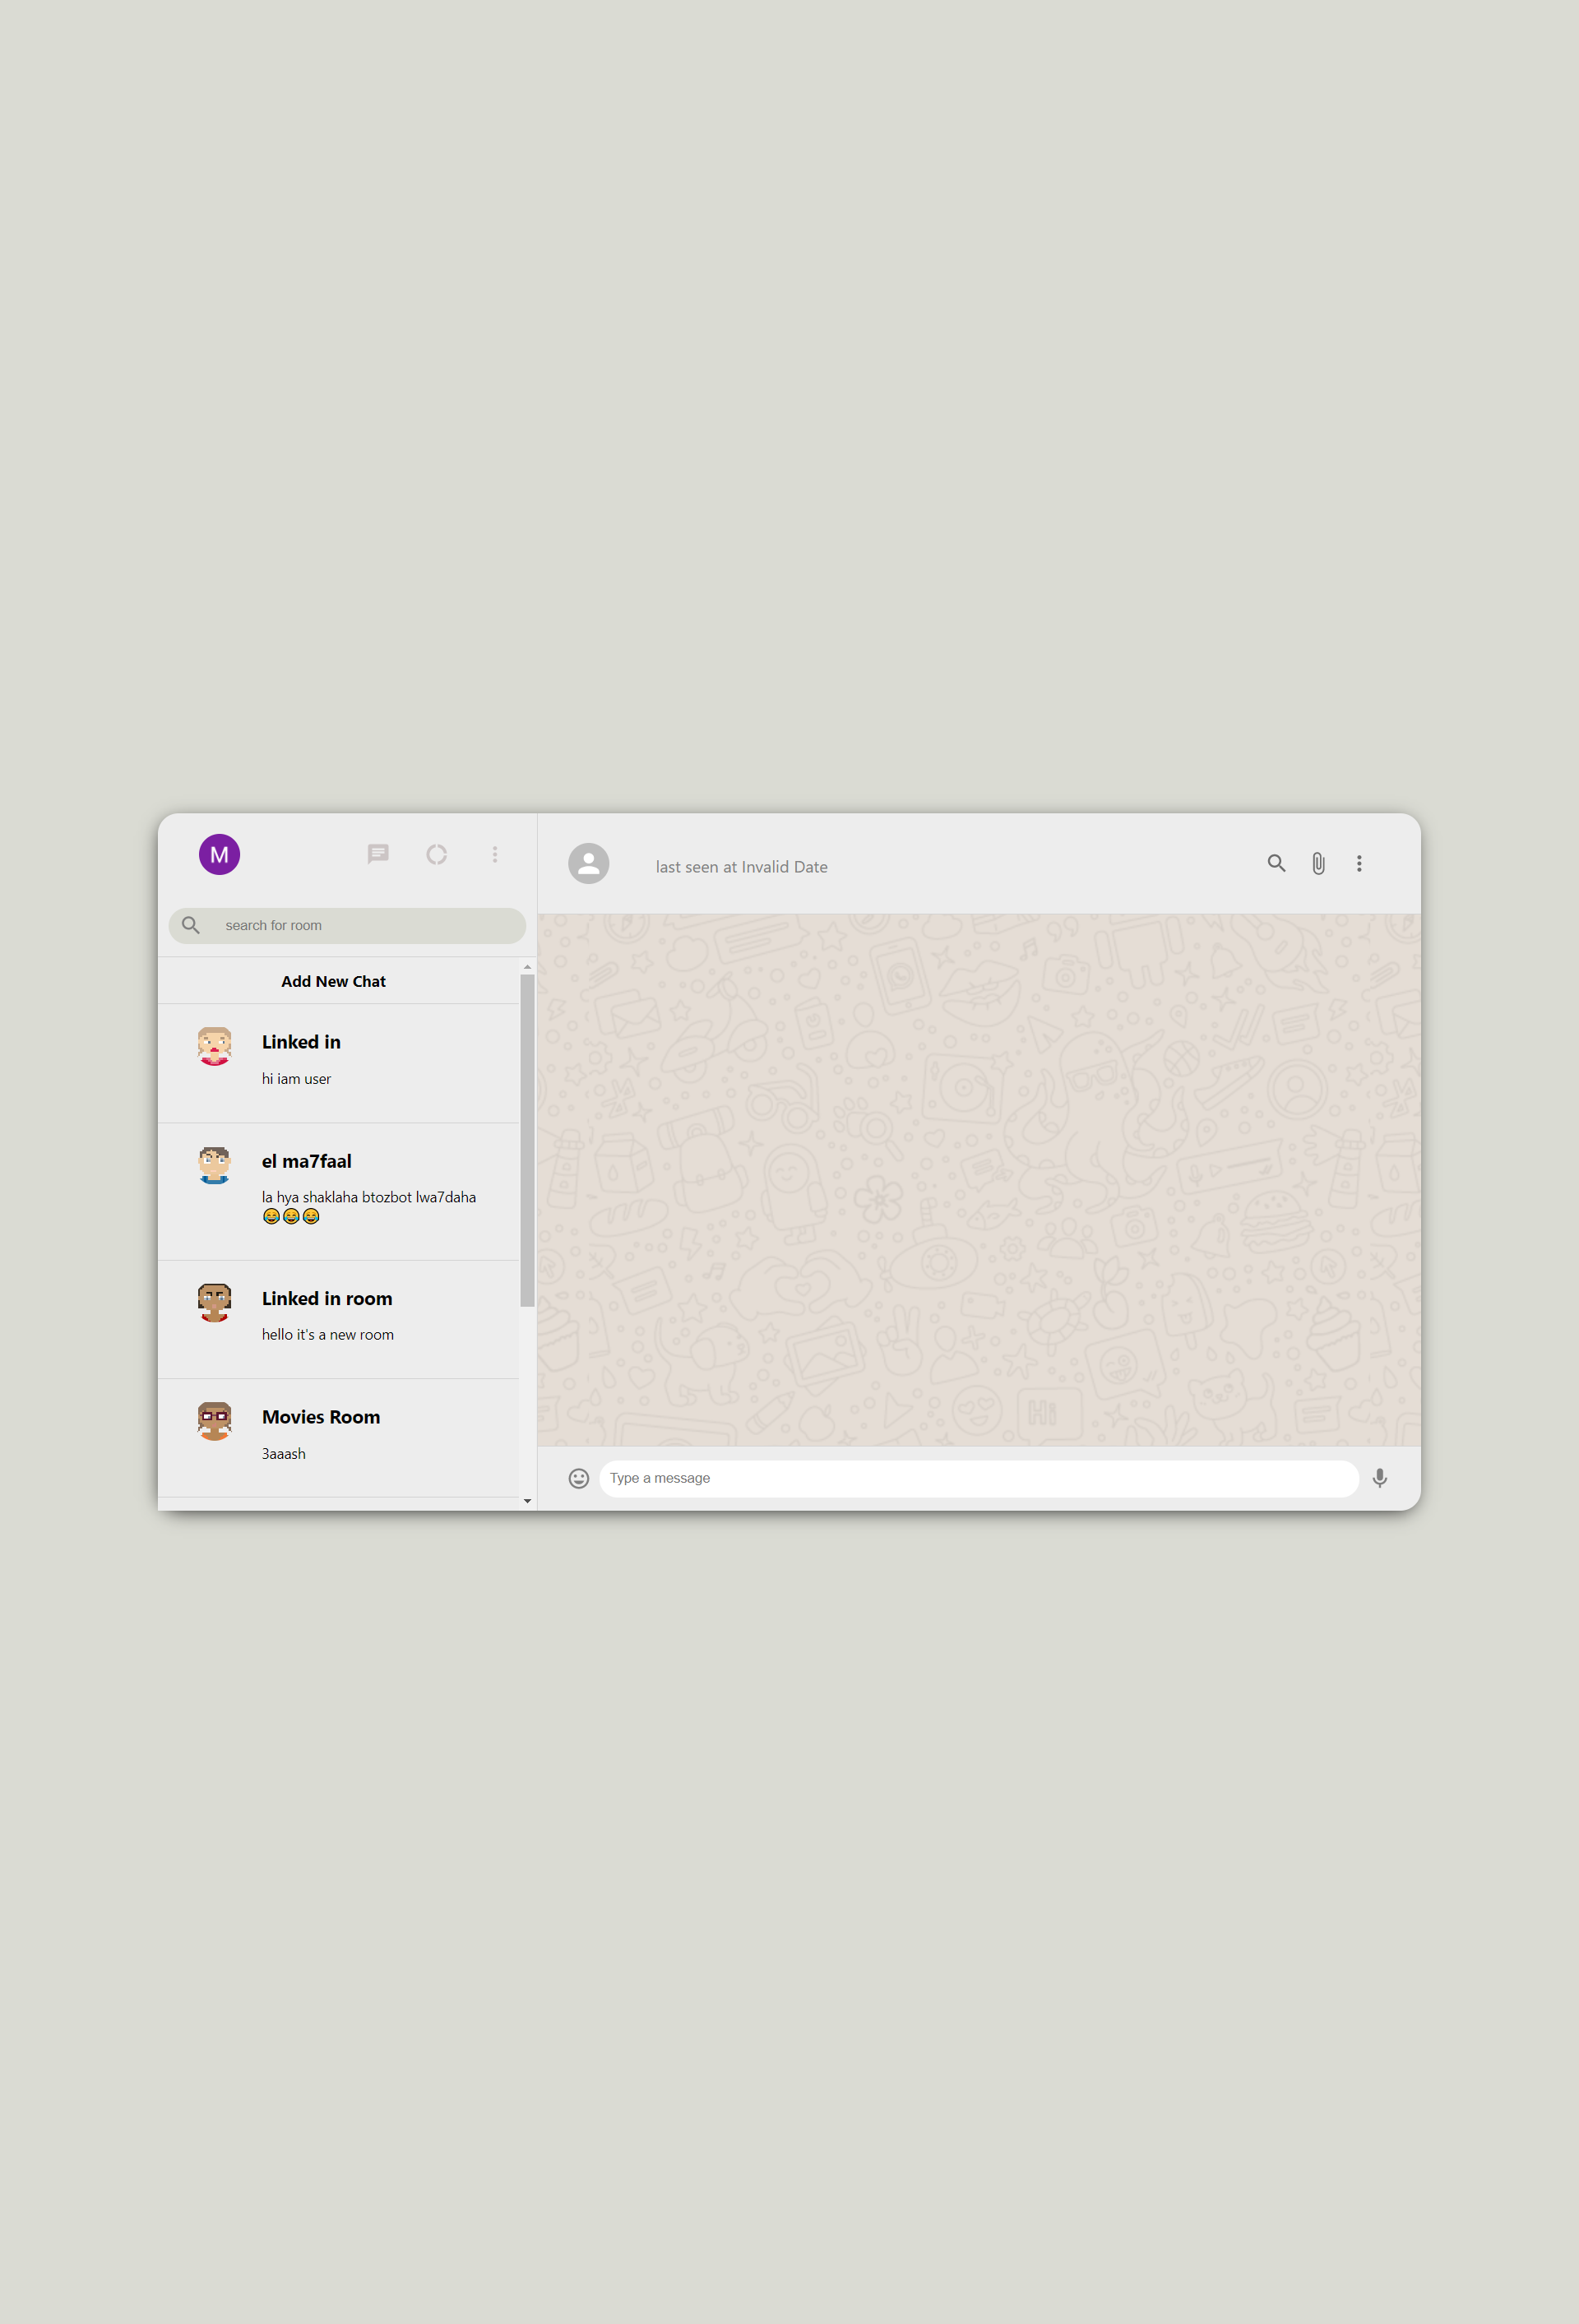 M
search for room
Add New Chat
Linked in
hi iam user
el ma7faal
la hya shaklaha btozbot lwa7daha
😂😂😂
Linked in room
hello it's a new room
Movies Room
3aaash
last seen at Invalid Date
Hi
Type a message